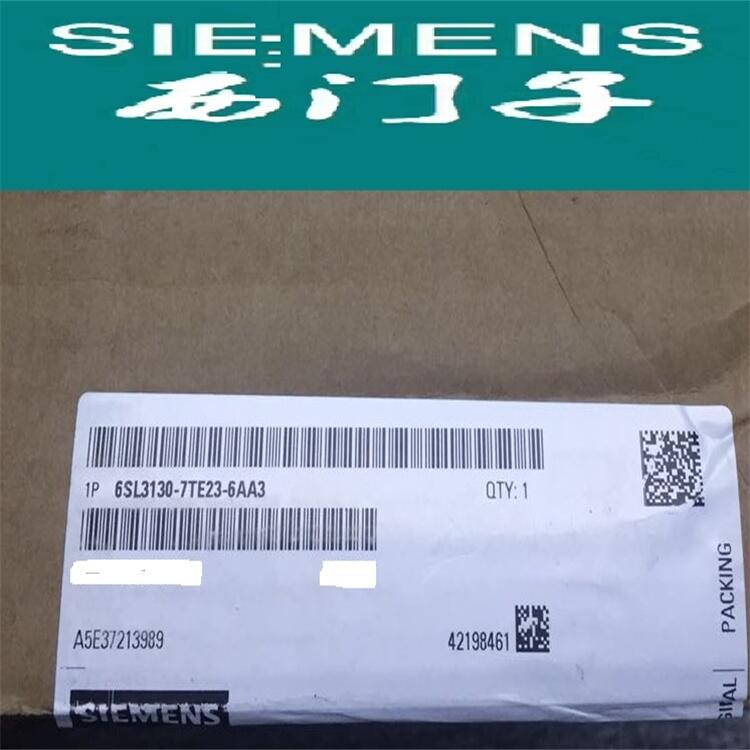 SIEMENS
西门子
1P 6SL3130-7TE23-6AA3 QTY: 1
A5E37213989 42198461
SIEMENS
PACKING